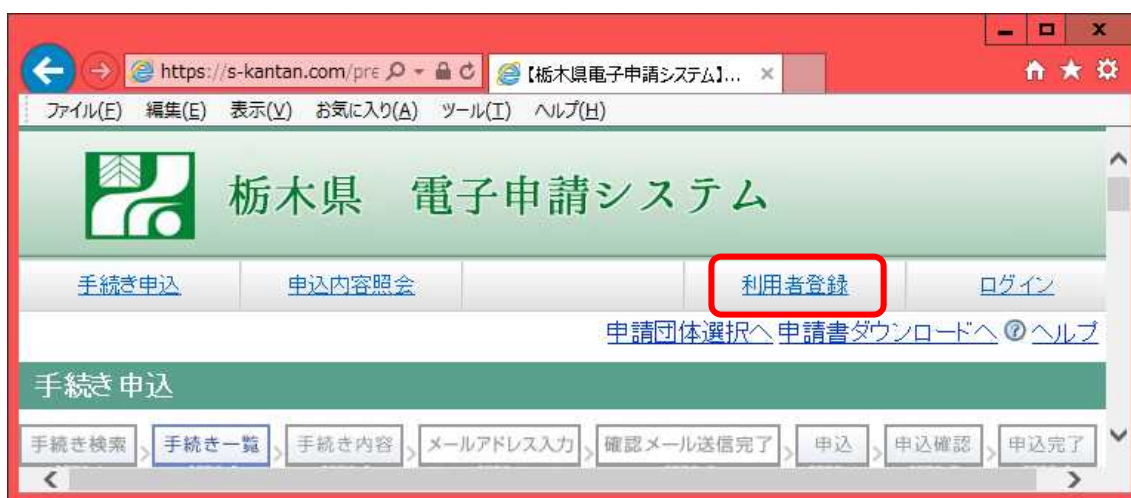 https://s-kantan.com/pre
【栃木県電子申請システム】... ×
ファイル(F) 編集(E) 表示(V) お気に入り(A) ツール(T) ヘルプ(H)
栃木県 電子申請システム
手続き申込 申込内容照会 利用者登録 ログイン
申請団体選択へ 申請書ダウンロードへ ? ヘルプ
手続き申込
手続き検索 > 手続き一覧 > 手続き内容 > メールアドレス入力 > 確認メール送信完了 > 申込 > 申込確認 > 申込完了